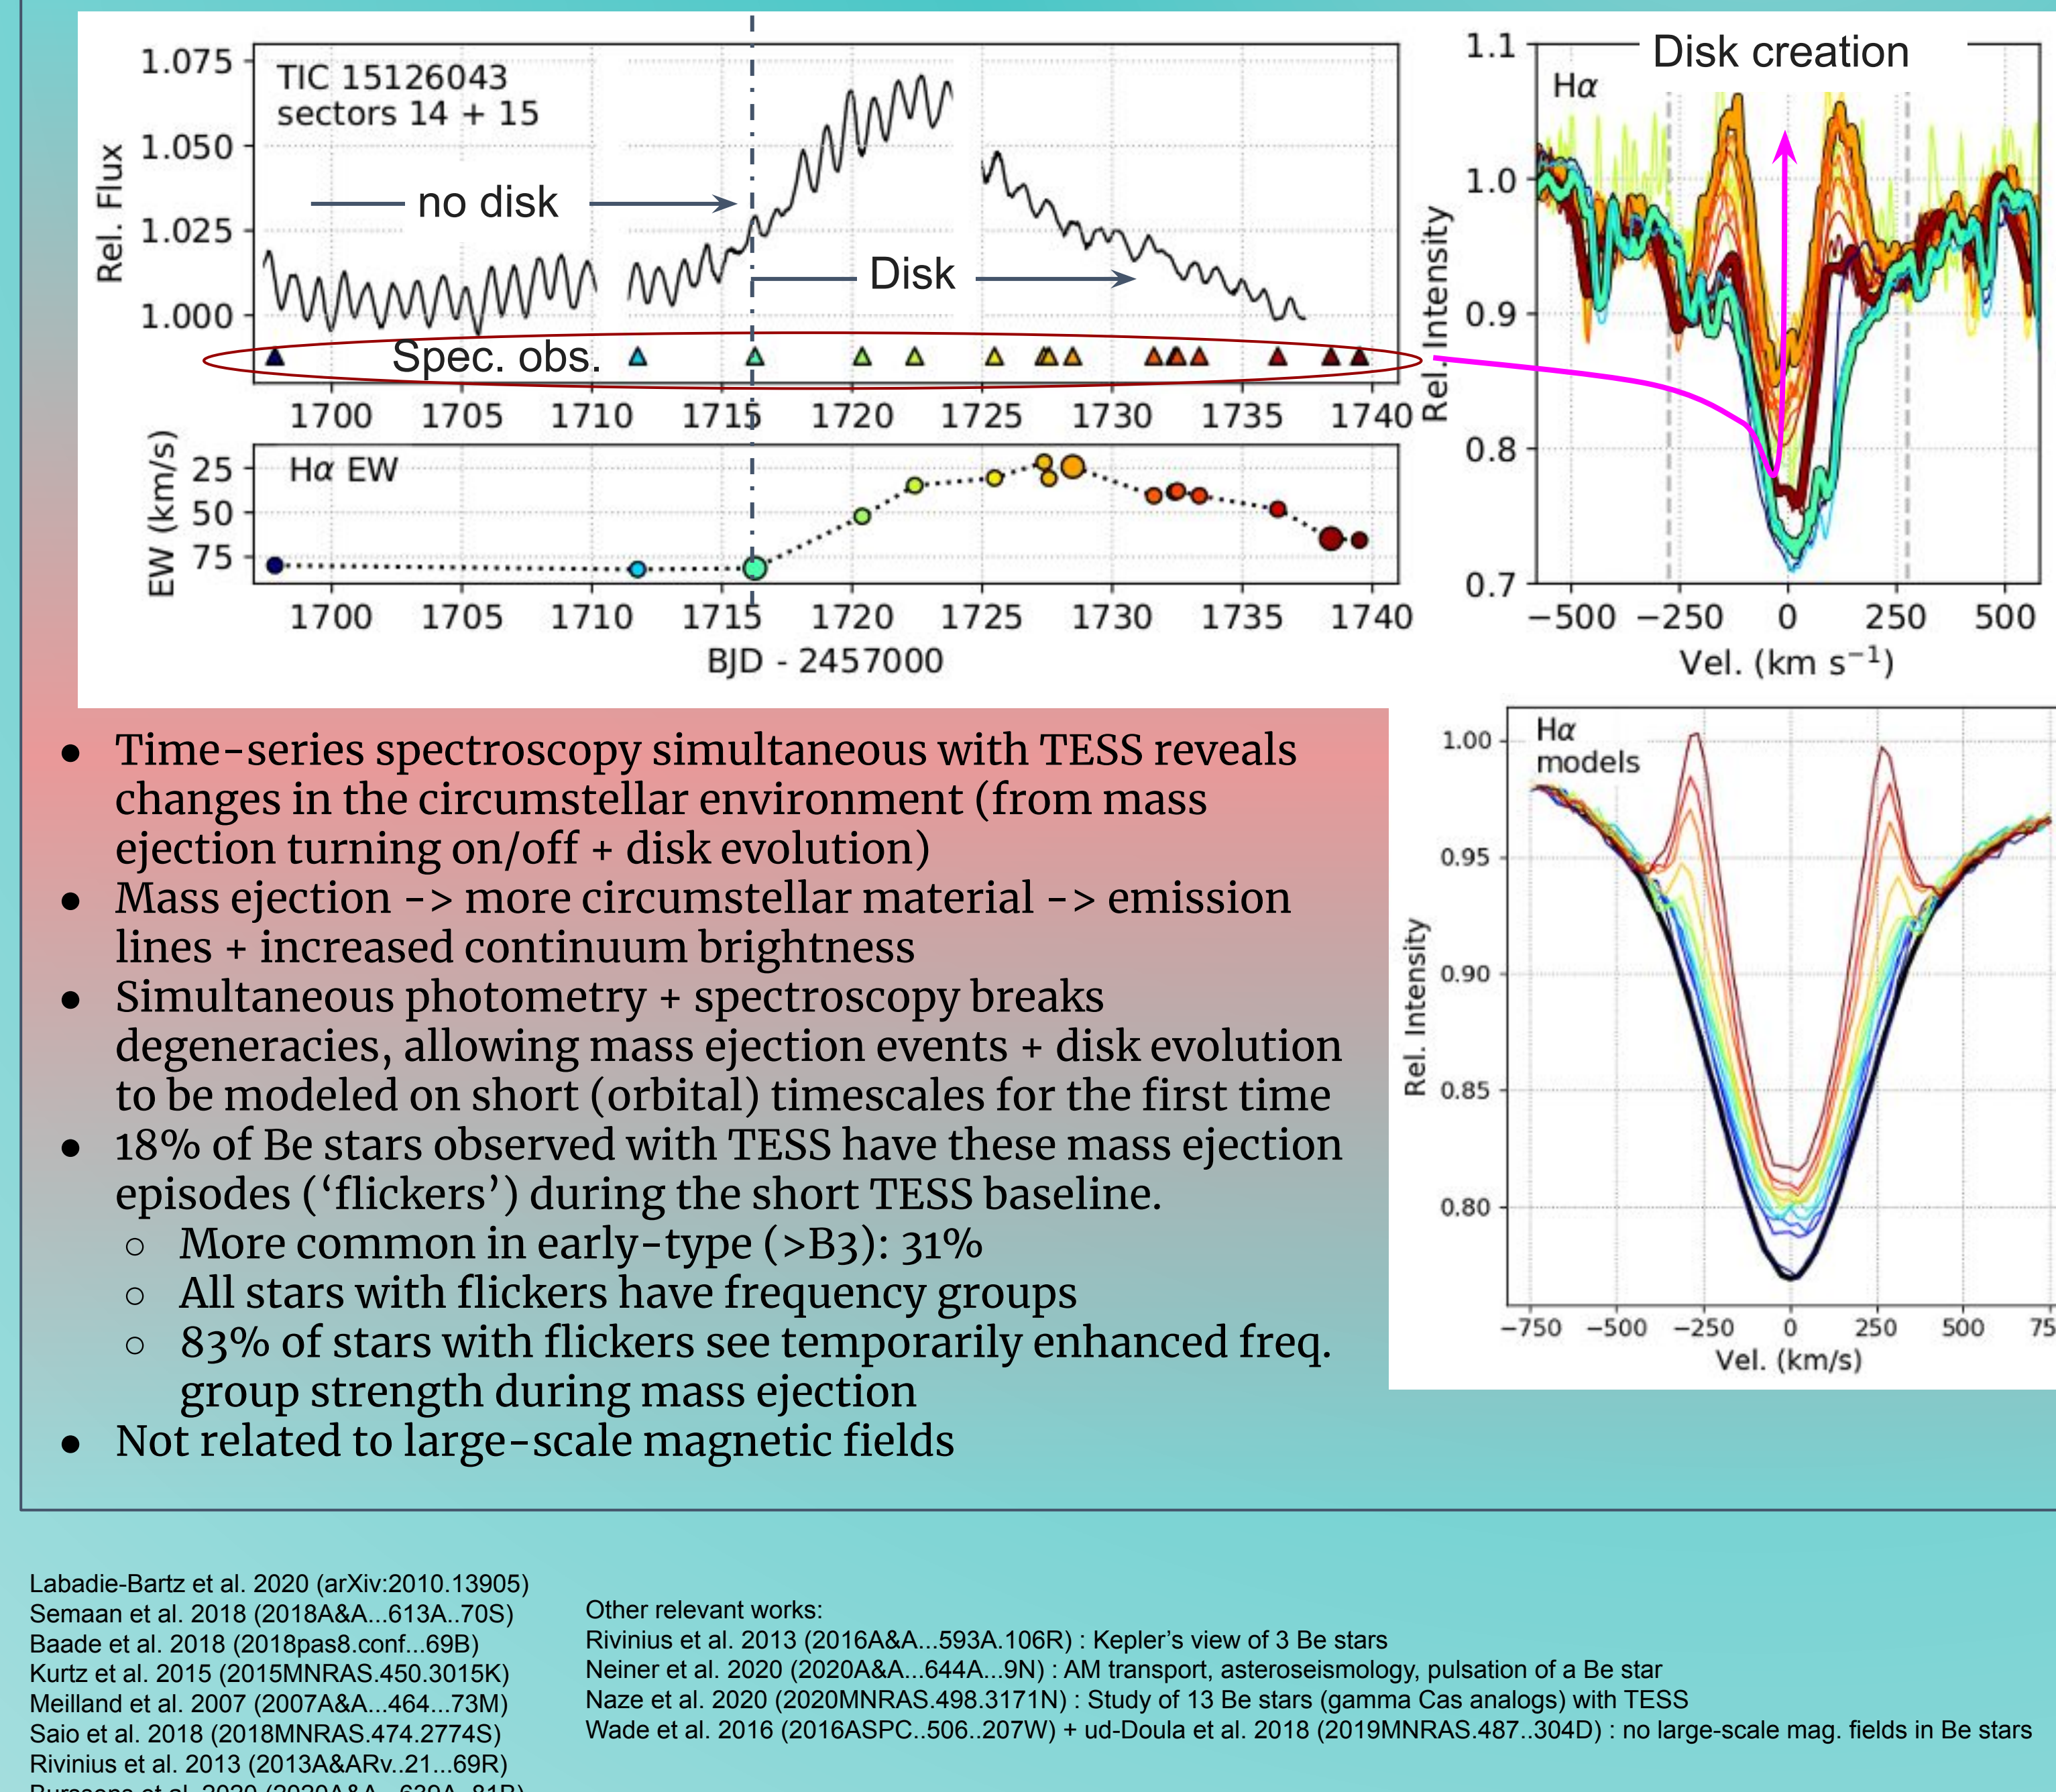 1.075
1.050
1.025
1.000
Rel. Flux
TIC 15126043
sectors 14 + 15
no disk
Disk
Spec. obs.
1700 1705 1710 1715 1720 1725 1730 1735 1740
EW (km/s)
25
50
75
Hα EW
1700 1705 1710 1715 1720 1725 1730 1735 1740
BJD - 2457000
Disk creation
Hα
1.1
1.0
0.9
0.8
0.7
Rel. Intensity
−500 −250 0 250 500
Vel. (km s⁻¹)
● Time-series spectroscopy simultaneous with TESS reveals
changes in the circumstellar environment (from mass
ejection turning on/off + disk evolution)
● Mass ejection -> more circumstellar material -> emission
lines + increased continuum brightness
● Simultaneous photometry + spectroscopy breaks
degeneracies, allowing mass ejection events + disk evolution
to be modeled on short (orbital) timescales for the first time
● 18% of Be stars observed with TESS have these mass ejection
episodes (‘flickers’) during the short TESS baseline.
○ More common in early-type (>B3): 31%
○ All stars with flickers have frequency groups
○ 83% of stars with flickers see temporarily enhanced freq.
group strength during mass ejection
● Not related to large-scale magnetic fields
Hα
models
1.00
0.95
0.90
0.85
0.80
Rel. Intensity
−750 −500 −250 0 250 500 75
Vel. (km/s)
Labadie-Bartz et al. 2020 (arXiv:2010.13905)
Semaan et al. 2018 (2018A&A...613A..70S)
Baade et al. 2018 (2018pas8.conf...69B)
Kurtz et al. 2015 (2015MNRAS.450.3015K)
Meilland et al. 2007 (2007A&A...464...73M)
Saio et al. 2018 (2018MNRAS.474.2774S)
Rivinius et al. 2013 (2013A&ARv..21...69R)
Other relevant works:
Rivinius et al. 2013 (2016A&A...593A.106R) : Kepler’s view of 3 Be stars
Neiner et al. 2020 (2020A&A...644A...9N) : AM transport, asteroseismology, pulsation of a Be star
Naze et al. 2020 (2020MNRAS.498.3171N) : Study of 13 Be stars (gamma Cas analogs) with TESS
Wade et al. 2016 (2016ASPC..506..207W) + ud-Doula et al. 2018 (2019MNRAS.487..304D) : no large-scale mag. fields in Be stars